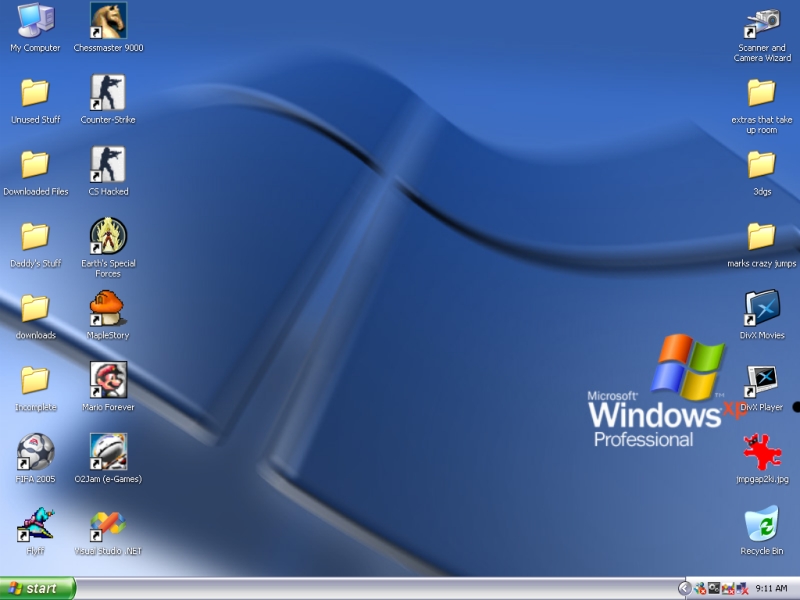 My Computer
Chessmaster 9000
Unused Stuff
Counter-Strike
Downloaded Files
CS Hacked
Daddy's Stuff
Earth's Special
Forces
downloads
MapleStory
Incomplete
Mario Forever
FIFA 2005
O2Jam (e-Games)
Flyff
Visual Studio .NET
Scanner and
Camera Wizard
extras that take
up room
3dgs
marks crazy jumps
DivX Movies
DivX Player
jmpgap2ki.jpg
Recycle Bin
Microsoft®
Windows xp™
Professional
start
9:11 AM